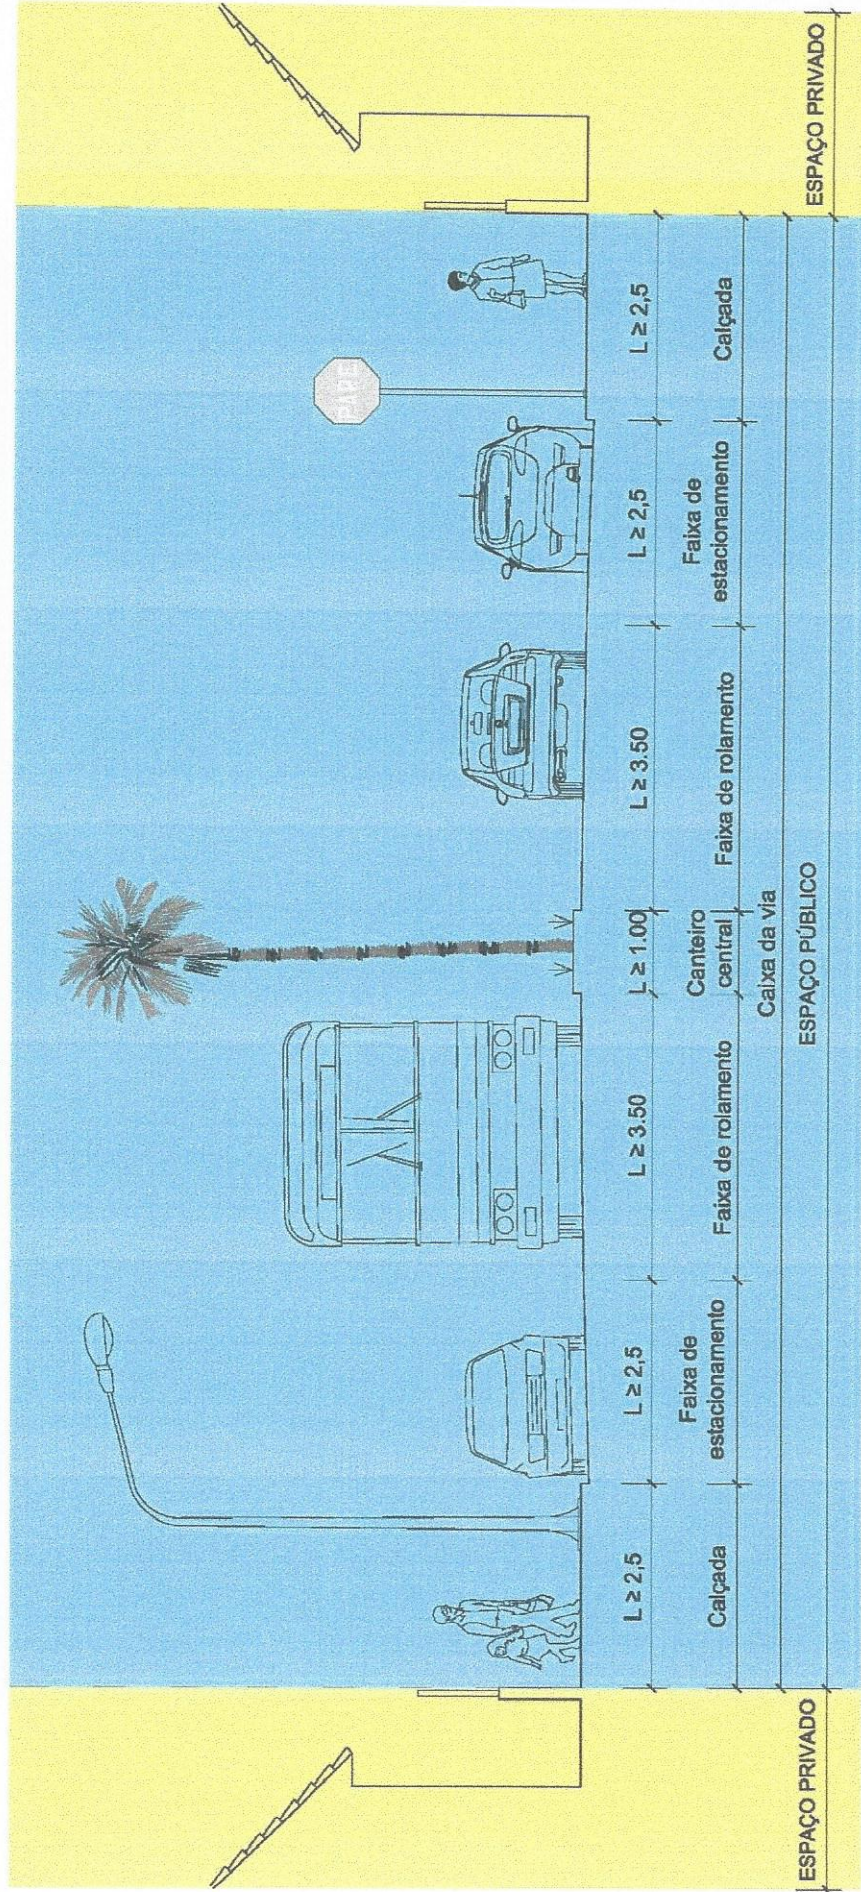 PARE
L ≥ 2,5
L ≥ 2,5
L ≥ 3.50
L ≥ 1.00
L ≥ 3.50
L ≥ 2,5
L ≥ 2,5
Calçada
Faixa de
estacionamento
Faixa de rolamento
Canteiro
central
Faixa de rolamento
Faixa de
estacionamento
Calçada
Caixa da via
ESPAÇO PRIVADO
ESPAÇO PÚBLICO
ESPAÇO PRIVADO